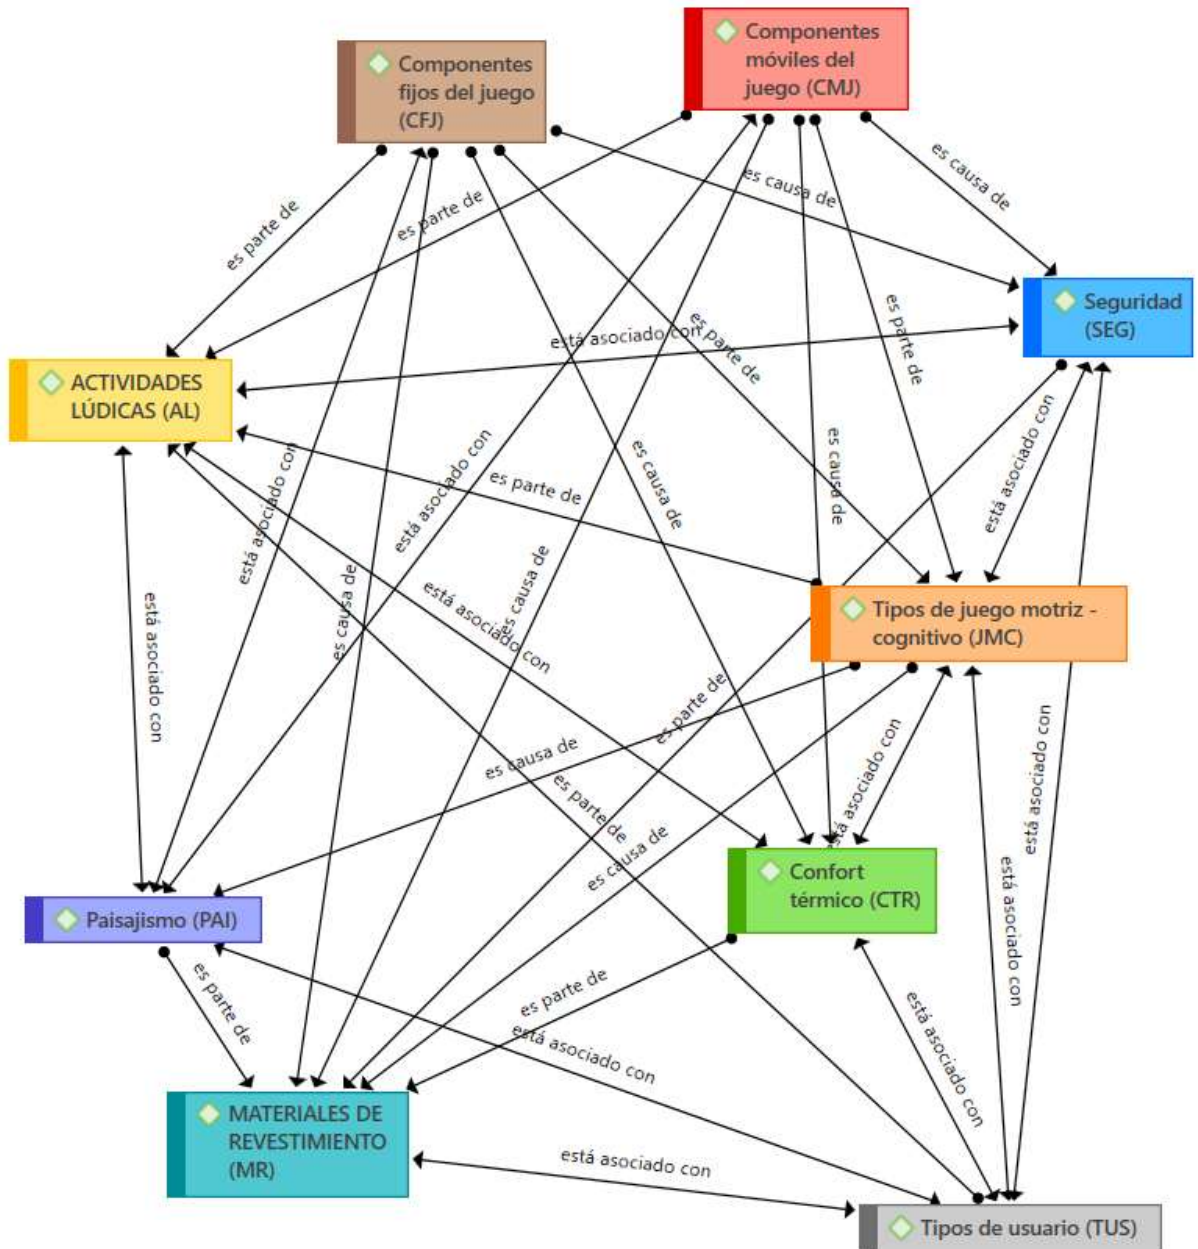 Componentes
móviles del
juego (CMJ)
Componentes
fijos del juego
(CFJ)
es causa de
es causa de
es parte de
es parte de
Seguridad
(SEG)
está asociado con
es parte de
es parte de
ACTIVIDADES
LÚDICAS (AL)
está asociado con
está asociado con
está asociado con
es parte de
es causa de
es causa de
es causa de
es causa de
está asociado con
está asociado con
Tipos de juego motriz -
cognitivo (JMC)
es parte de
es causa de
está asociado con
está asociado con
es parte de
es causa de
Confort
térmico (CTR)
está asociado con
Paisajismo (PAI)
es parte de
es parte de
está asociado con
está asociado con
MATERIALES DE
REVESTIMIENTO
(MR)
está asociado con
Tipos de usuario (TUS)